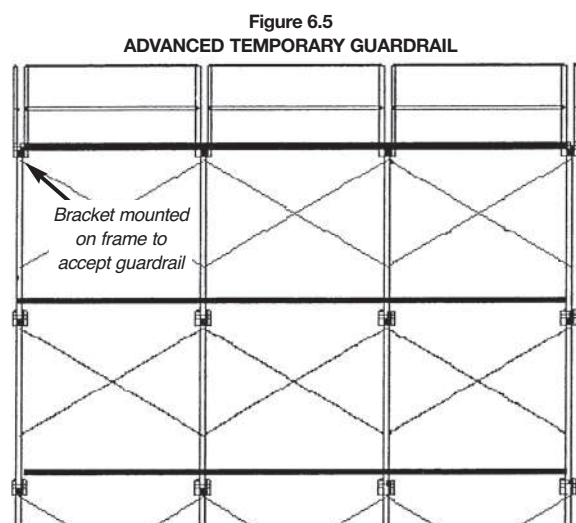 Figure 6.5
ADVANCED TEMPORARY GUARDRAIL
Bracket mounted
on frame to
accept guardrail